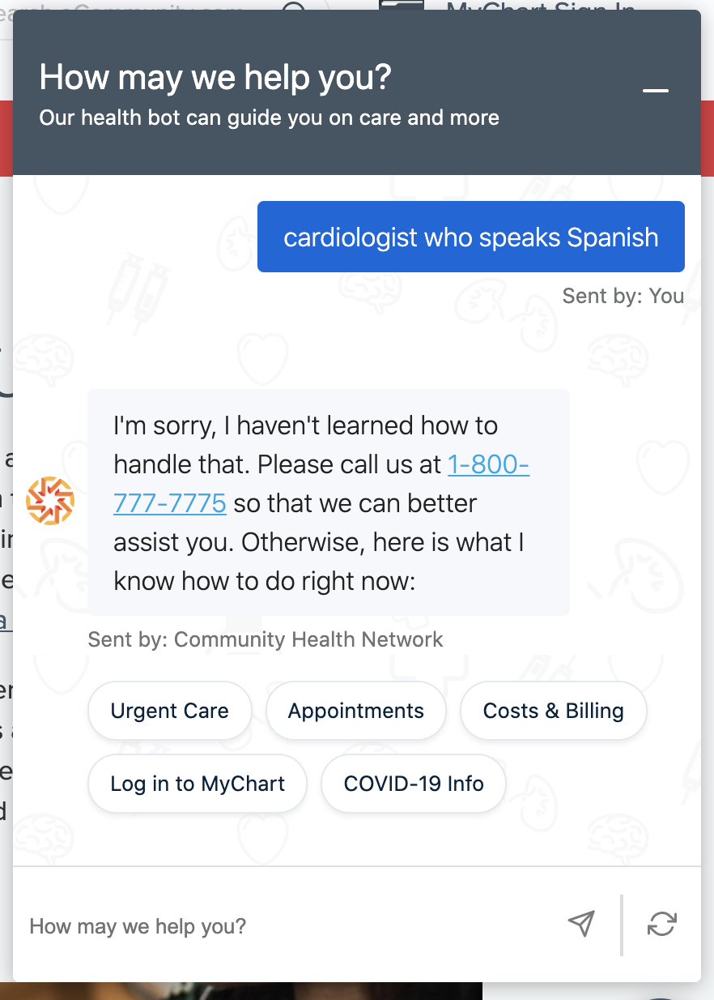 How may we help you?
Our health bot can guide you on care and more
cardiologist who speaks Spanish
Sent by: You
I'm sorry, I haven't learned how to
handle that. Please call us at 1-800-
777-7775 so that we can better
assist you. Otherwise, here is what I
know how to do right now:
Sent by: Community Health Network
Urgent Care
Appointments
Costs & Billing
Log in to MyChart
COVID-19 Info
How may we help you?